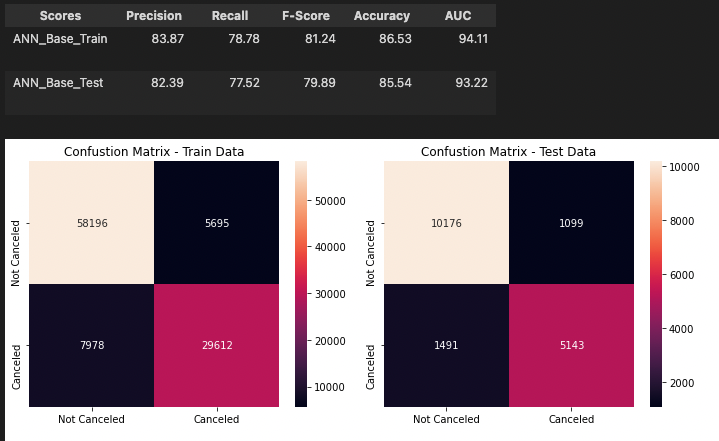 Scores Precision Recall F-Score Accuracy AUC
ANN_Base_Train 83.87 78.78 81.24 86.53 94.11
ANN_Base_Test 82.39 77.52 79.89 85.54 93.22
Confustion Matrix - Train Data
Not Canceled
58196 5695
Canceled
7978 29612
Not Canceled Canceled
50000
40000
30000
20000
10000
Confustion Matrix - Test Data
Not Canceled
10176 1099
Canceled
1491 5143
Not Canceled Canceled
10000
8000
6000
4000
2000